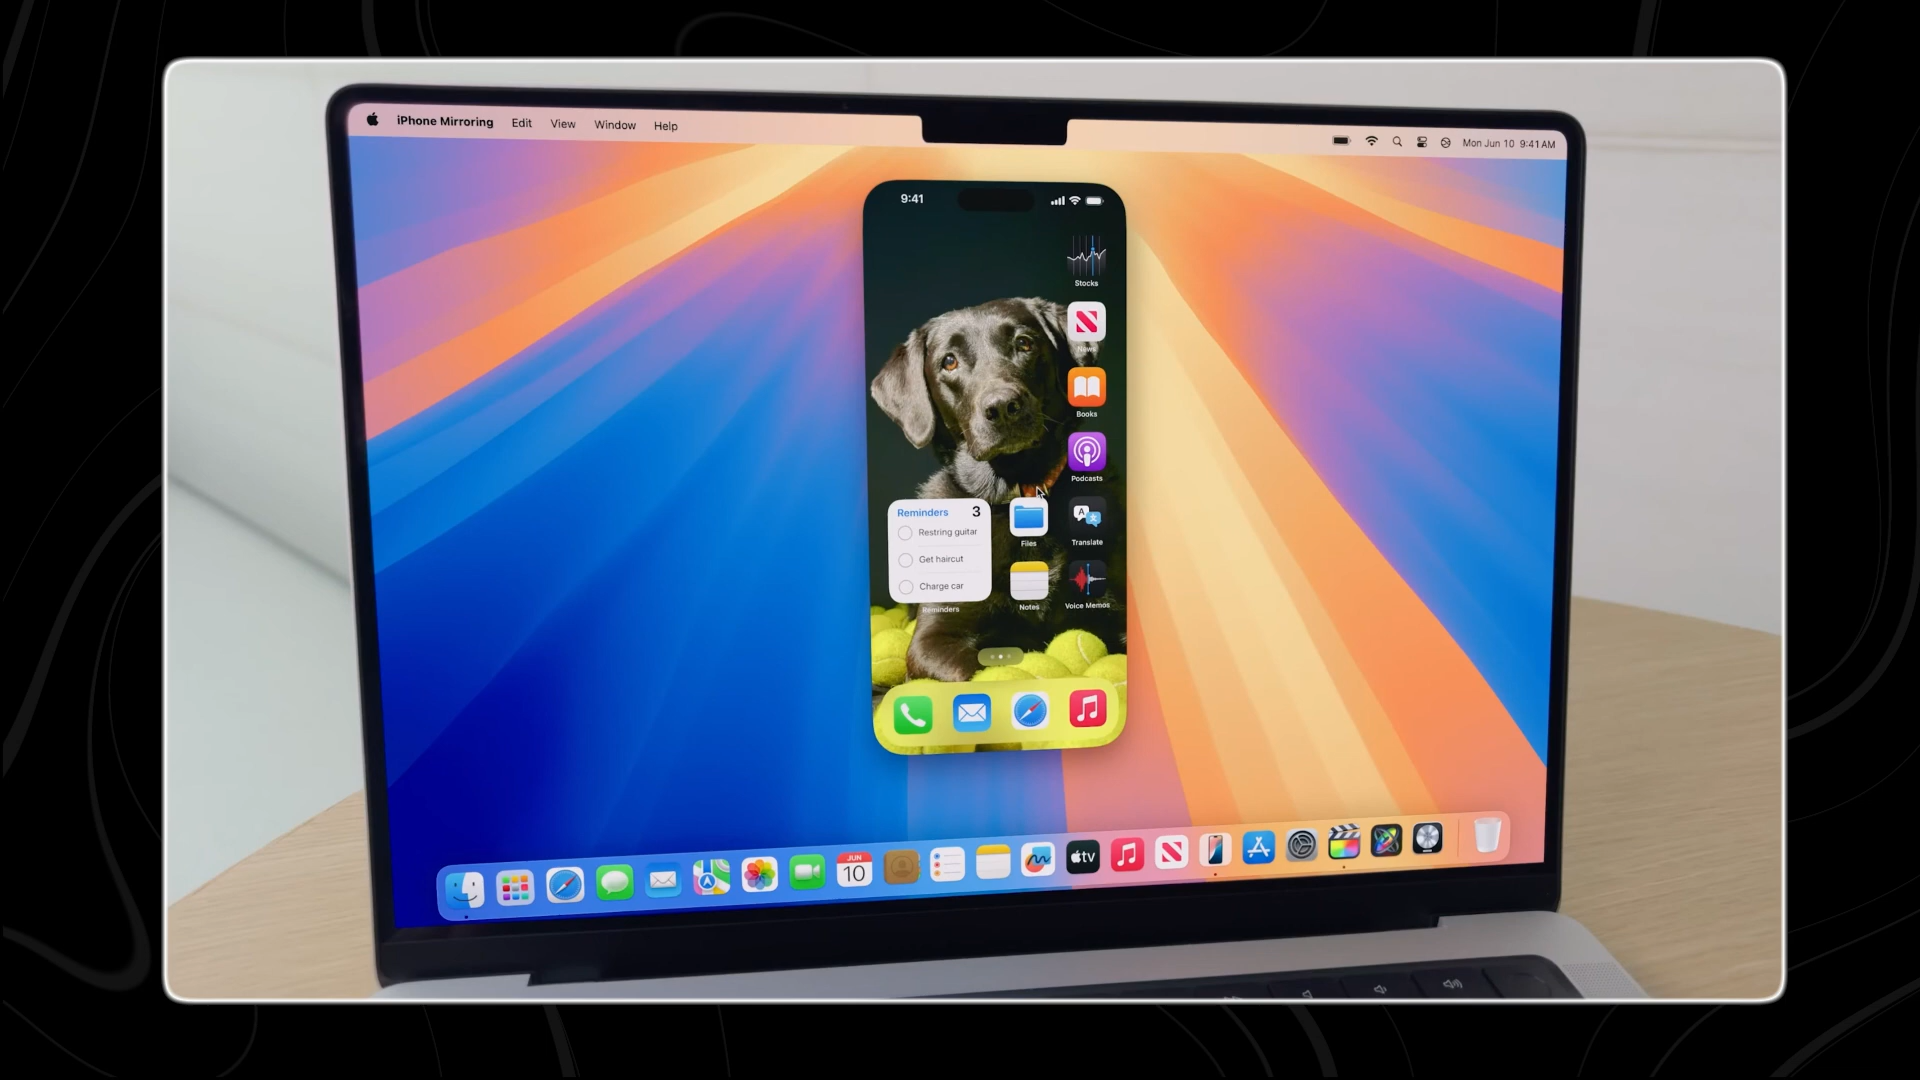 iPhone Mirroring Edit View Window Help
Mon Jun 10 9:41 AM
9:41
Stocks
News
Books
Podcasts
Reminders 3
Restring guitar
Get haircut
Charge car
Reminders
Files
Translate
Notes
Voice Memos
JUN
10
tv